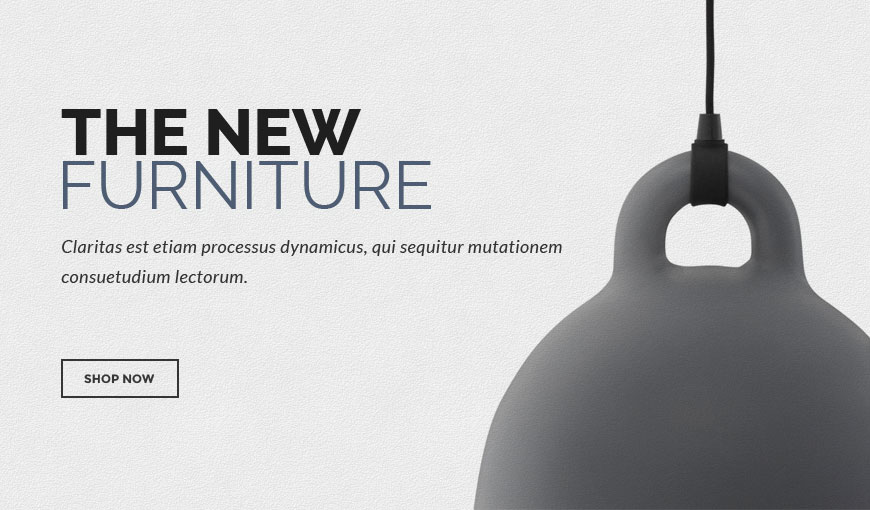 THE NEW
FURNITURE
Claritas est etiam processus dynamicus, qui sequitur mutationem
consuetudium lectorum.
SHOP NOW